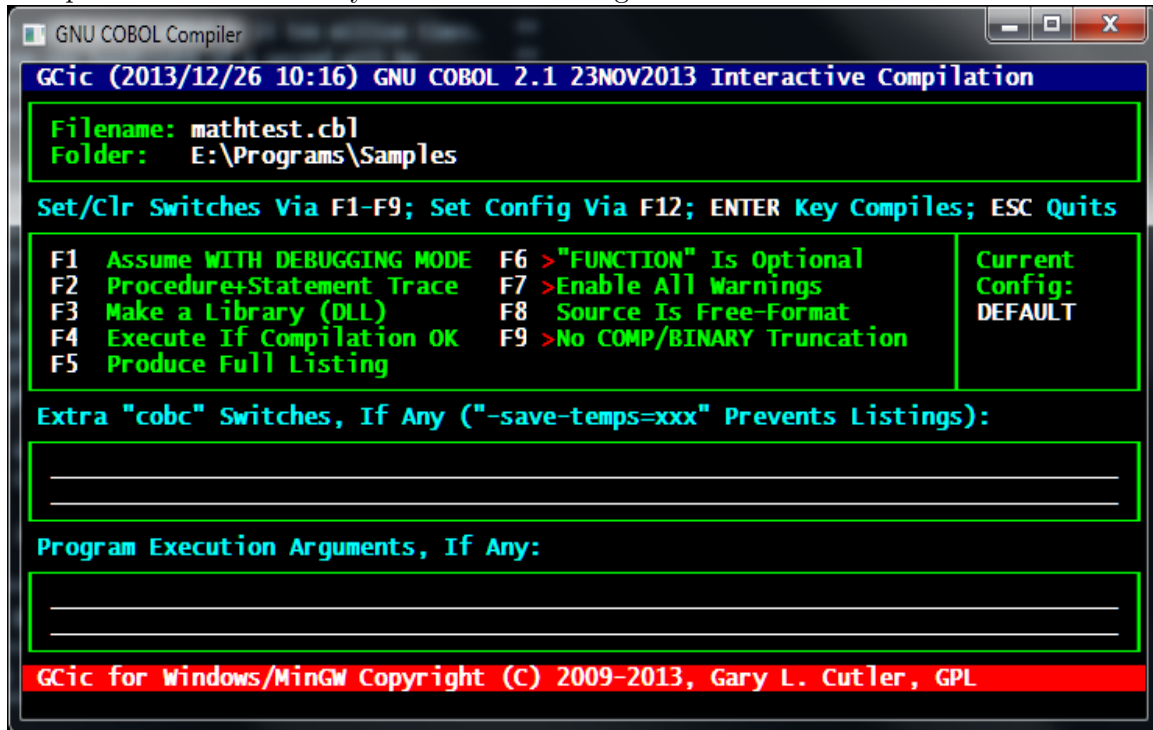 GNU COBOL Compiler
GCic (2013/12/26 10:16) GNU COBOL 2.1 23NOV2013 Interactive Compilation
Filename: mathtest.cbl
Folder: E:\Programs\Samples
Set/Clr Switches Via F1-F9; Set Config Via F12; ENTER Key Compiles; ESC Quits
F1 Assume WITH DEBUGGING MODE F6 >"FUNCTION" Is Optional Current
F2 Procedure+Statement Trace F7 >Enable All Warnings Config:
F3 Make a Library (DLL) F8 Source Is Free-Format DEFAULT
F4 Execute If Compilation OK F9 >No COMP/BINARY Truncation
F5 Produce Full Listing
Extra "cobc" Switches, If Any ("-save-temps=xxx" Prevents Listings):
Program Execution Arguments, If Any:
GCic for Windows/MinGW Copyright (C) 2009-2013, Gary L. Cutler, GPL